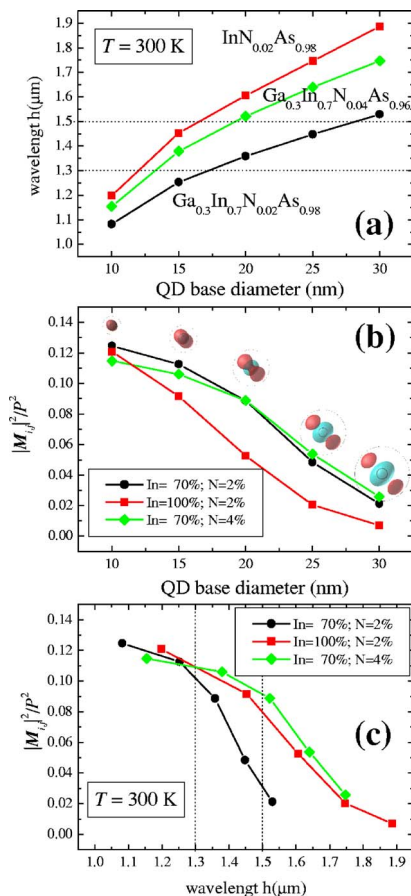 T = 300 K
InN0.02As0.98
Ga0.3In0.7N0.04As0.96
Ga0.3In0.7N0.02As0.98
(a)
wavelengt h(μm)
1.9
1.8
1.7
1.6
1.5
1.4
1.3
1.2
1.1
1.0
10 15 20 25 30
QD base diameter (nm)
(b)
|Mi,j|²/P²
0.14
0.12
0.10
0.08
0.06
0.04
0.02
0.00
In= 70%; N=2%
In=100%; N=2%
In= 70%; N=4%
10 15 20 25 30
QD base diameter (nm)
In= 70%; N=2%
In=100%; N=2%
In= 70%; N=4%
|Mi,j|²/P²
0.14
0.12
0.10
0.08
0.06
0.04
0.02
0.00
(c)
T = 300 K
1.0 1.1 1.2 1.3 1.4 1.5 1.6 1.7 1.8 1.9
wavelengt h(μm)